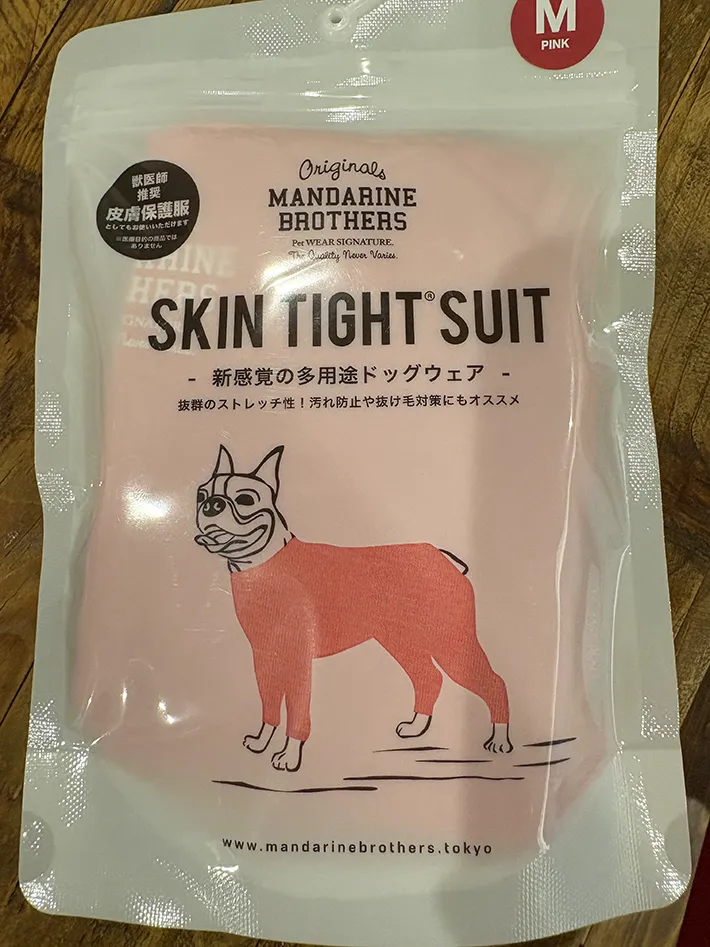 M
PINK
獣医師
推奨
皮膚保護服
としてもお使いいただけます
※医療目的の商品では
ありません
Originals
MANDARINE
BROTHERS
Pet WEAR SIGNATURE.
The Quality Never Varies.
SKIN TIGHT® SUIT
- 新感覚の多用途ドッグウェア -
抜群のストレッチ性！汚れ防止や抜け毛対策にもオススメ
www.mandarinebrothers.tokyo